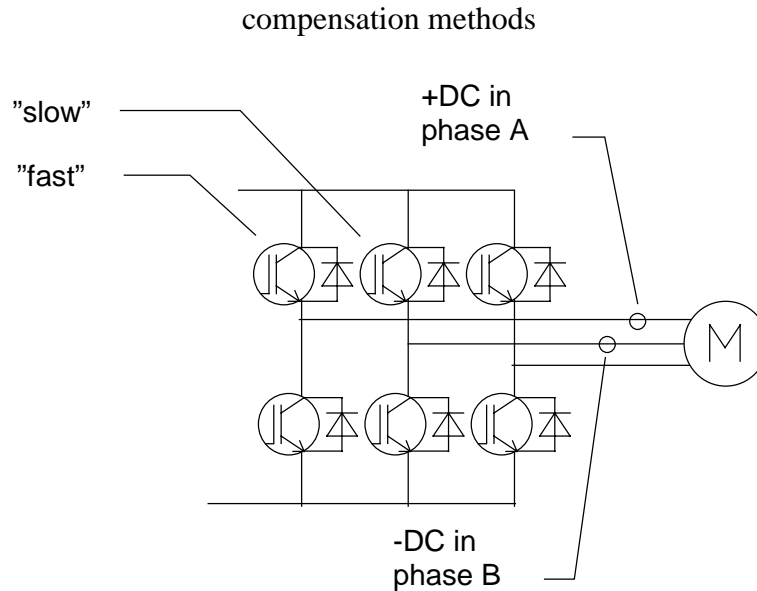 compensation methods
”slow”
”fast”
+DC in
phase A
M
-DC in
phase B